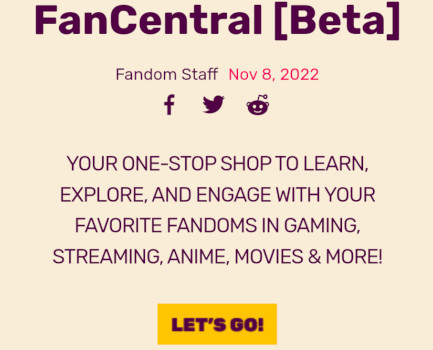 FanCentral [Beta]
Fandom Staff Nov 8, 2022
YOUR ONE-STOP SHOP TO LEARN,
EXPLORE, AND ENGAGE WITH YOUR
FAVORITE FANDOMS IN GAMING,
STREAMING, ANIME, MOVIES & MORE!
LET'S GO!